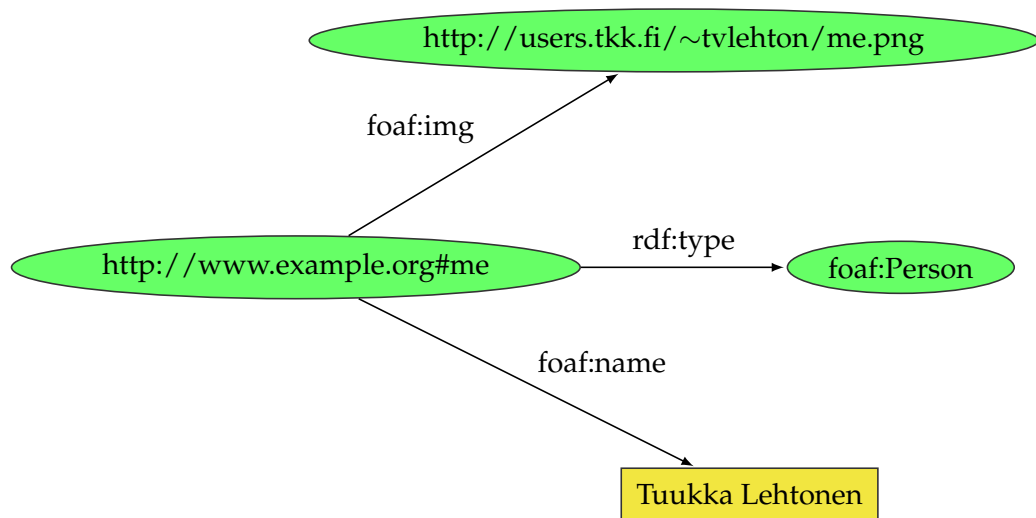 http://users.tkk.fi/∼tvlehton/me.png
foaf:img
http://www.example.org#me
rdf:type
foaf:Person
foaf:name
Tuukka Lehtonen